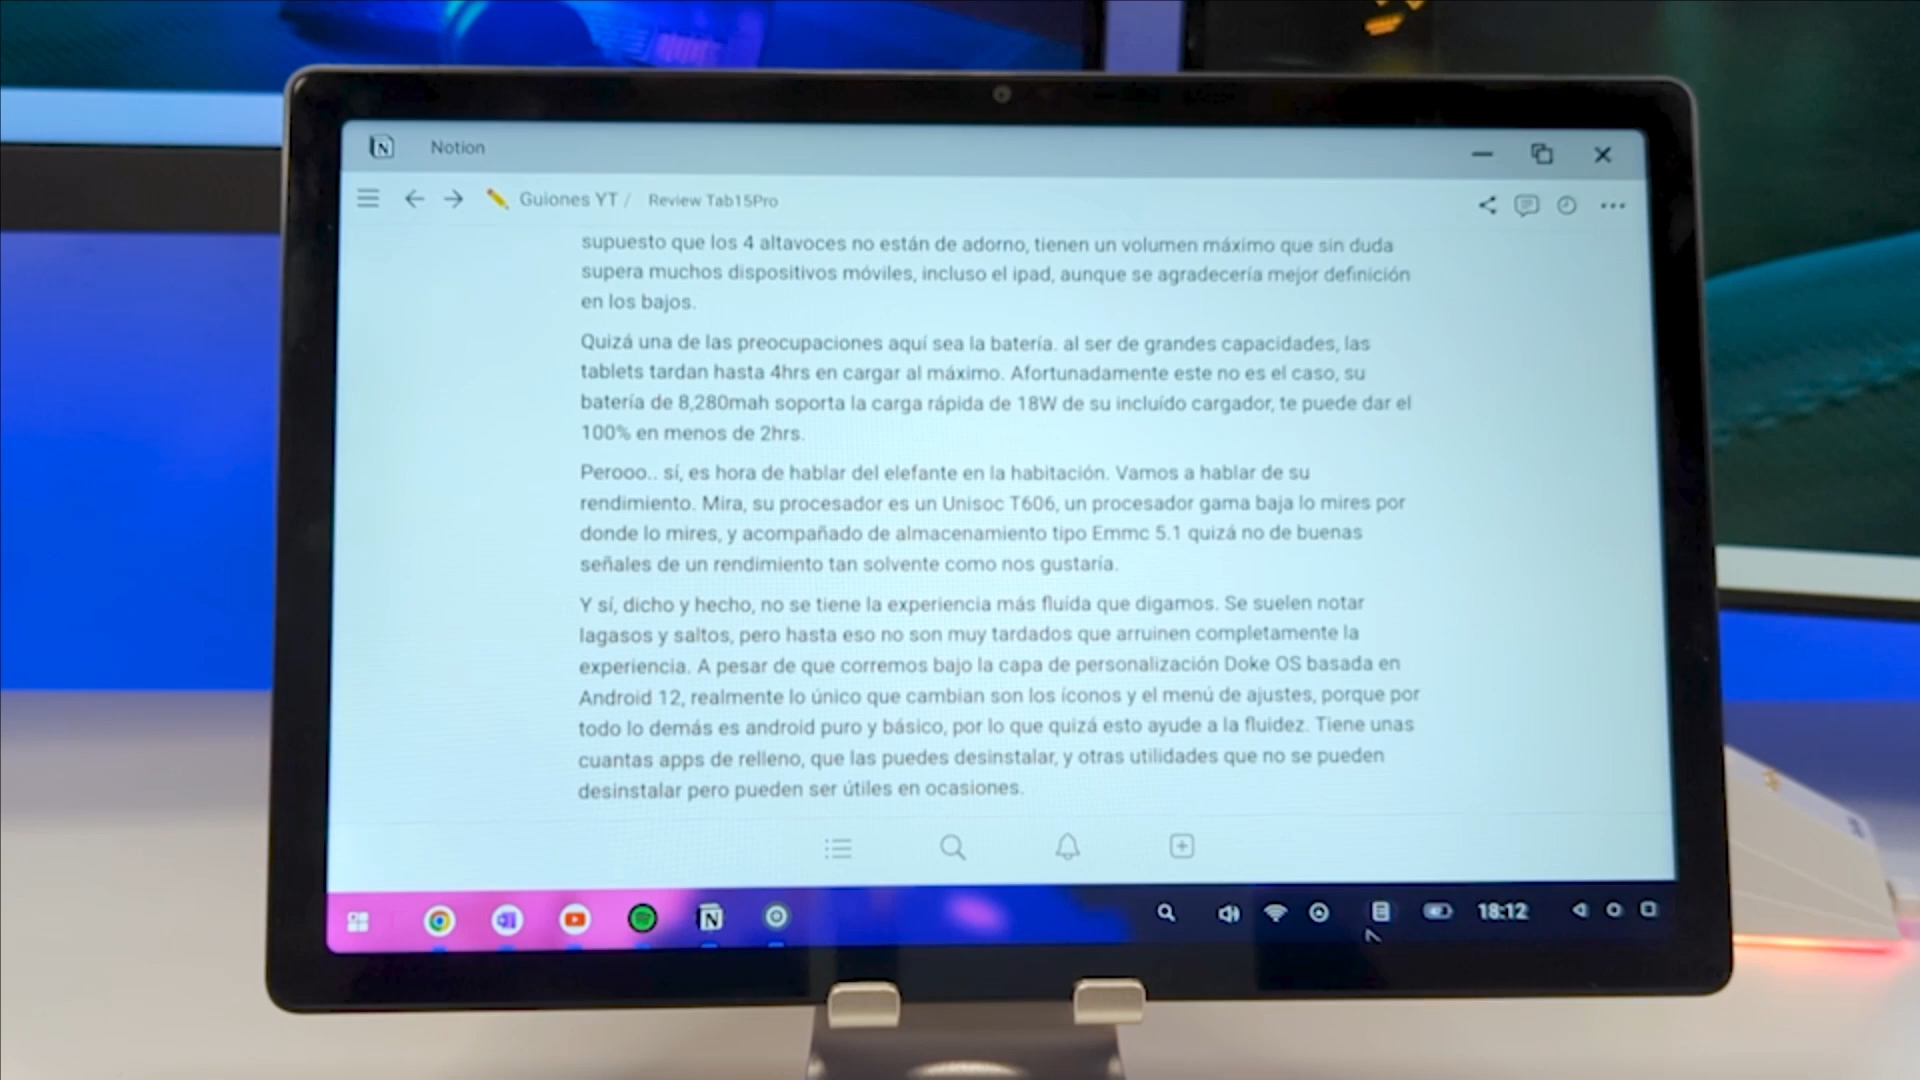 Notion
Guiones YT / Review Tab15Pro
supuesto que los 4 altavoces no están de adorno, tienen un volumen máximo que sin duda
supera muchos dispositivos móviles, incluso el ipad, aunque se agradecería mejor definición
en los bajos.
Quizá una de las preocupaciones aquí sea la batería. al ser de grandes capacidades, las
tablets tardan hasta 4hrs en cargar al máximo. Afortunadamente este no es el caso, su
batería de 8,280mah soporta la carga rápida de 18W de su incluído cargador, te puede dar el
100% en menos de 2hrs.
Perooo.. sí, es hora de hablar del elefante en la habitación. Vamos a hablar de su
rendimiento. Mira, su procesador es un Unisoc T606, un procesador gama baja lo mires por
donde lo mires, y acompañado de almacenamiento tipo Emmc 5.1 quizá no de buenas
señales de un rendimiento tan solvente como nos gustaría.
Y sí, dicho y hecho, no se tiene la experiencia más fluída que digamos. Se suelen notar
lagasos y saltos, pero hasta eso no son muy tardados que arruinen completamente la
experiencia. A pesar de que corremos bajo la capa de personalización Doke OS basada en
Android 12, realmente lo único que cambian son los íconos y el menú de ajustes, porque por
todo lo demás es android puro y básico, por lo que quizá esto ayude a la fluidez. Tiene unas
cuantas apps de relleno, que las puedes desinstalar, y otras utilidades que no se pueden
desinstalar pero pueden ser útiles en ocasiones.
18:12